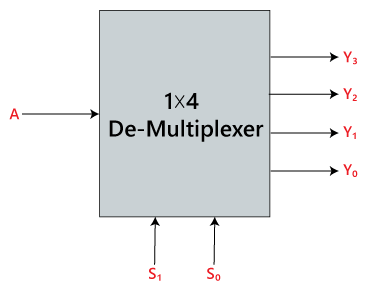 Y₃
1×4
Y₂
A
De-Multiplexer
Y₁
Y₀
S₁ S₀